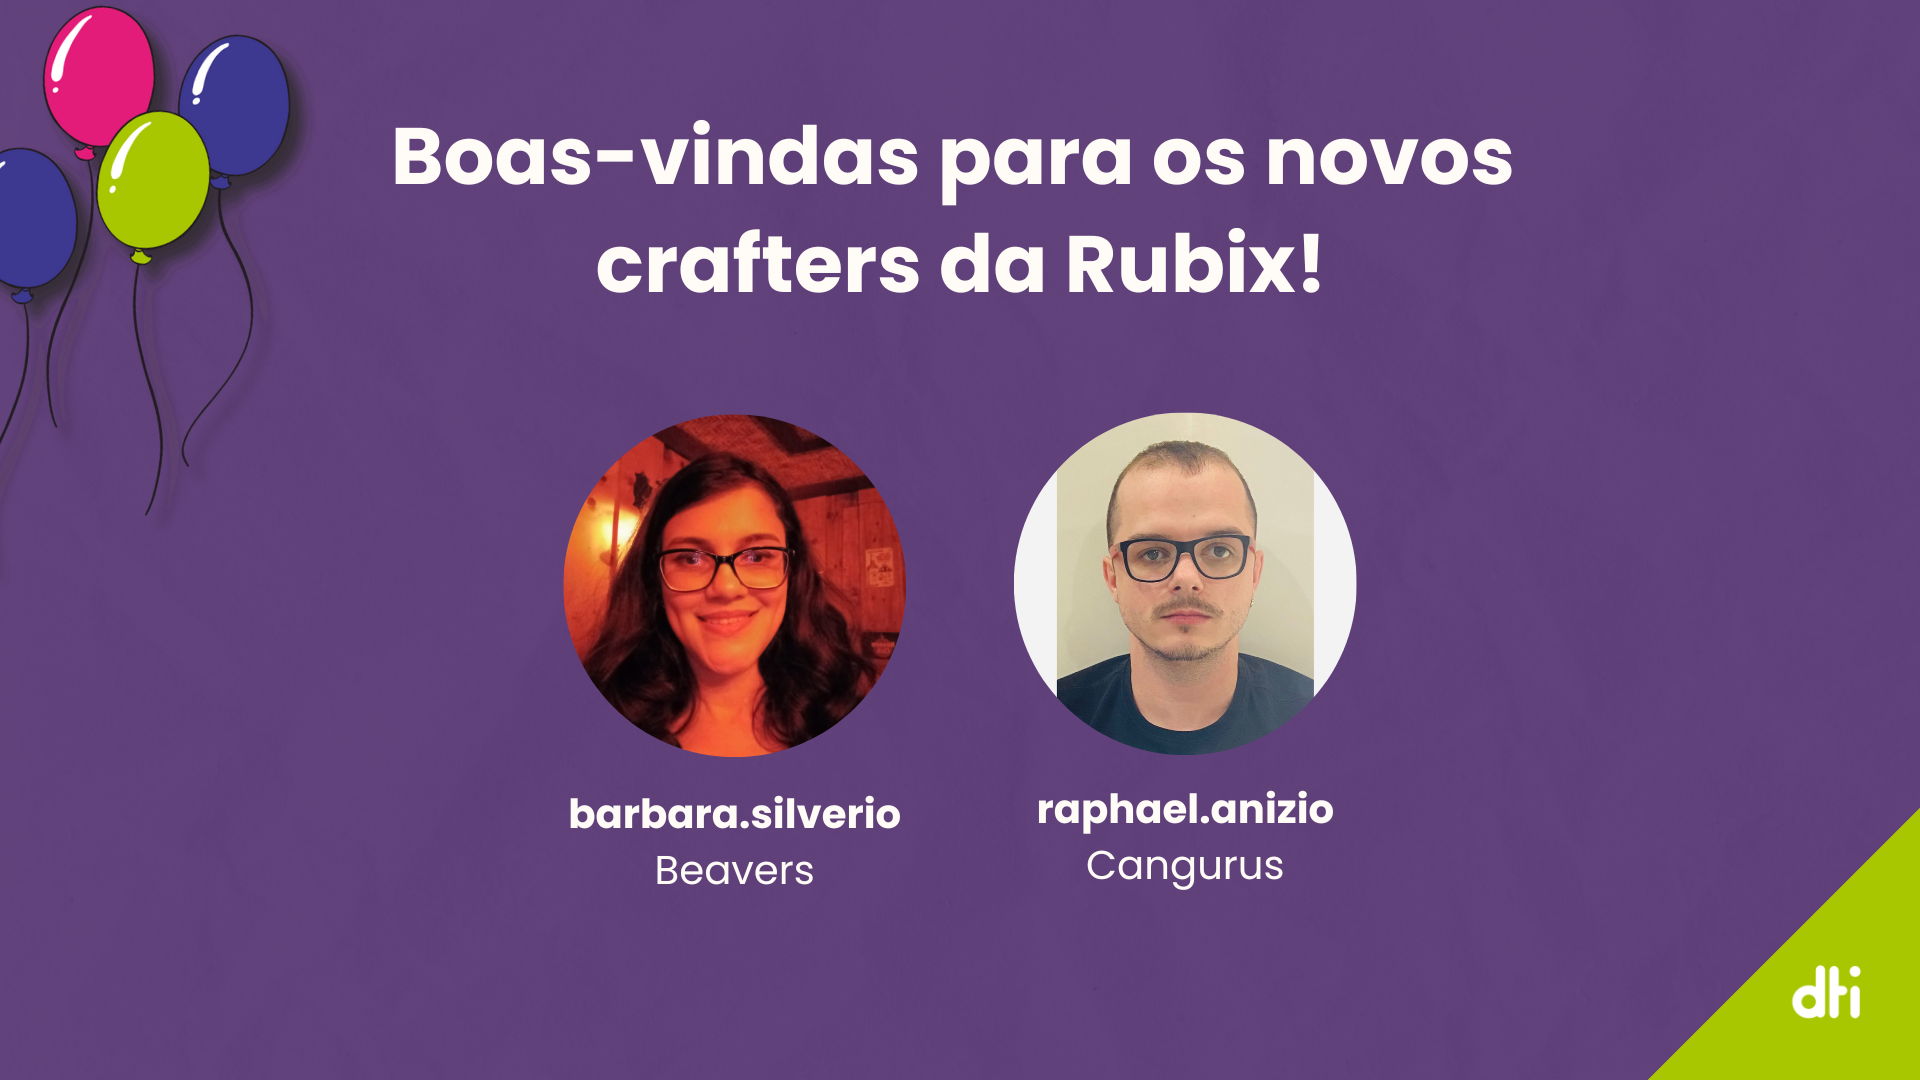 Boas-vindas para os novos
crafters da Rubix!
barbara.silverio
Beavers
raphael.anizio
Cangurus
dti